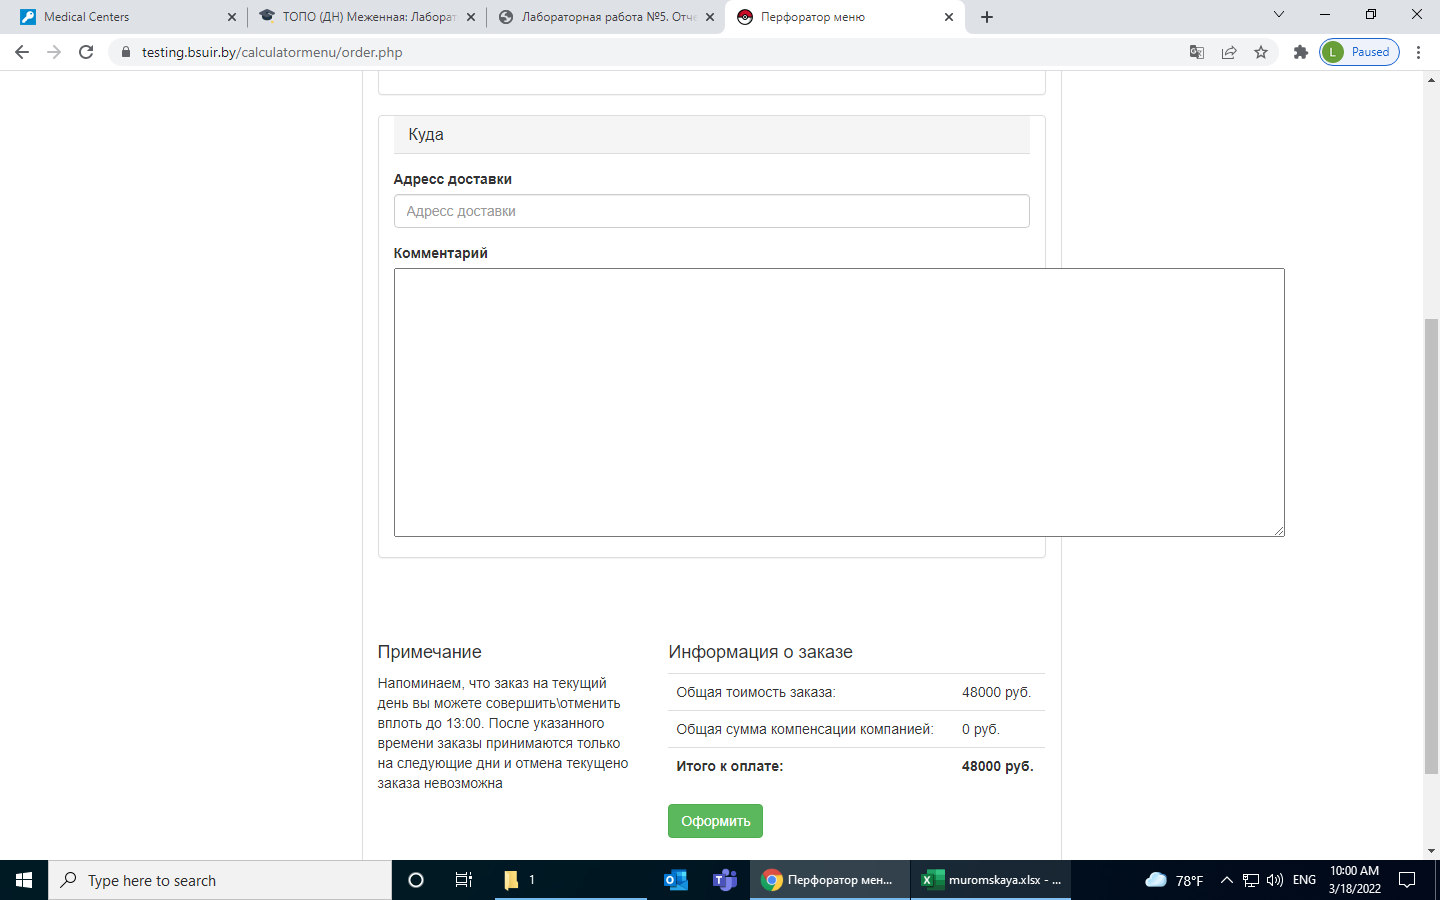 Medical Centers
ТОПО (ДН) Меженная: Лаборат
Лабораторная работа №5. Отче
Перфоратор меню
testing.bsuir.by/calculatormenu/order.php
L Paused
Куда
Адресс доставки
Адресс доставки
Комментарий
Примечание
Напоминаем, что заказ на текущий
день вы можете совершить\отменить
вплоть до 13:00. После указанного
времени заказы принимаются только
на следующие дни и отмена текущено
заказа невозможна
Информация о заказе
Общая тоимость заказа: 48000 руб.
Общая сумма компенсации компанией: 0 руб.
Итого к оплате: 48000 руб.
Оформить
Type here to search
1
Перфоратор мен...
muromskaya.xlsx - ...
78°F
ENG
10:00 AM
3/18/2022